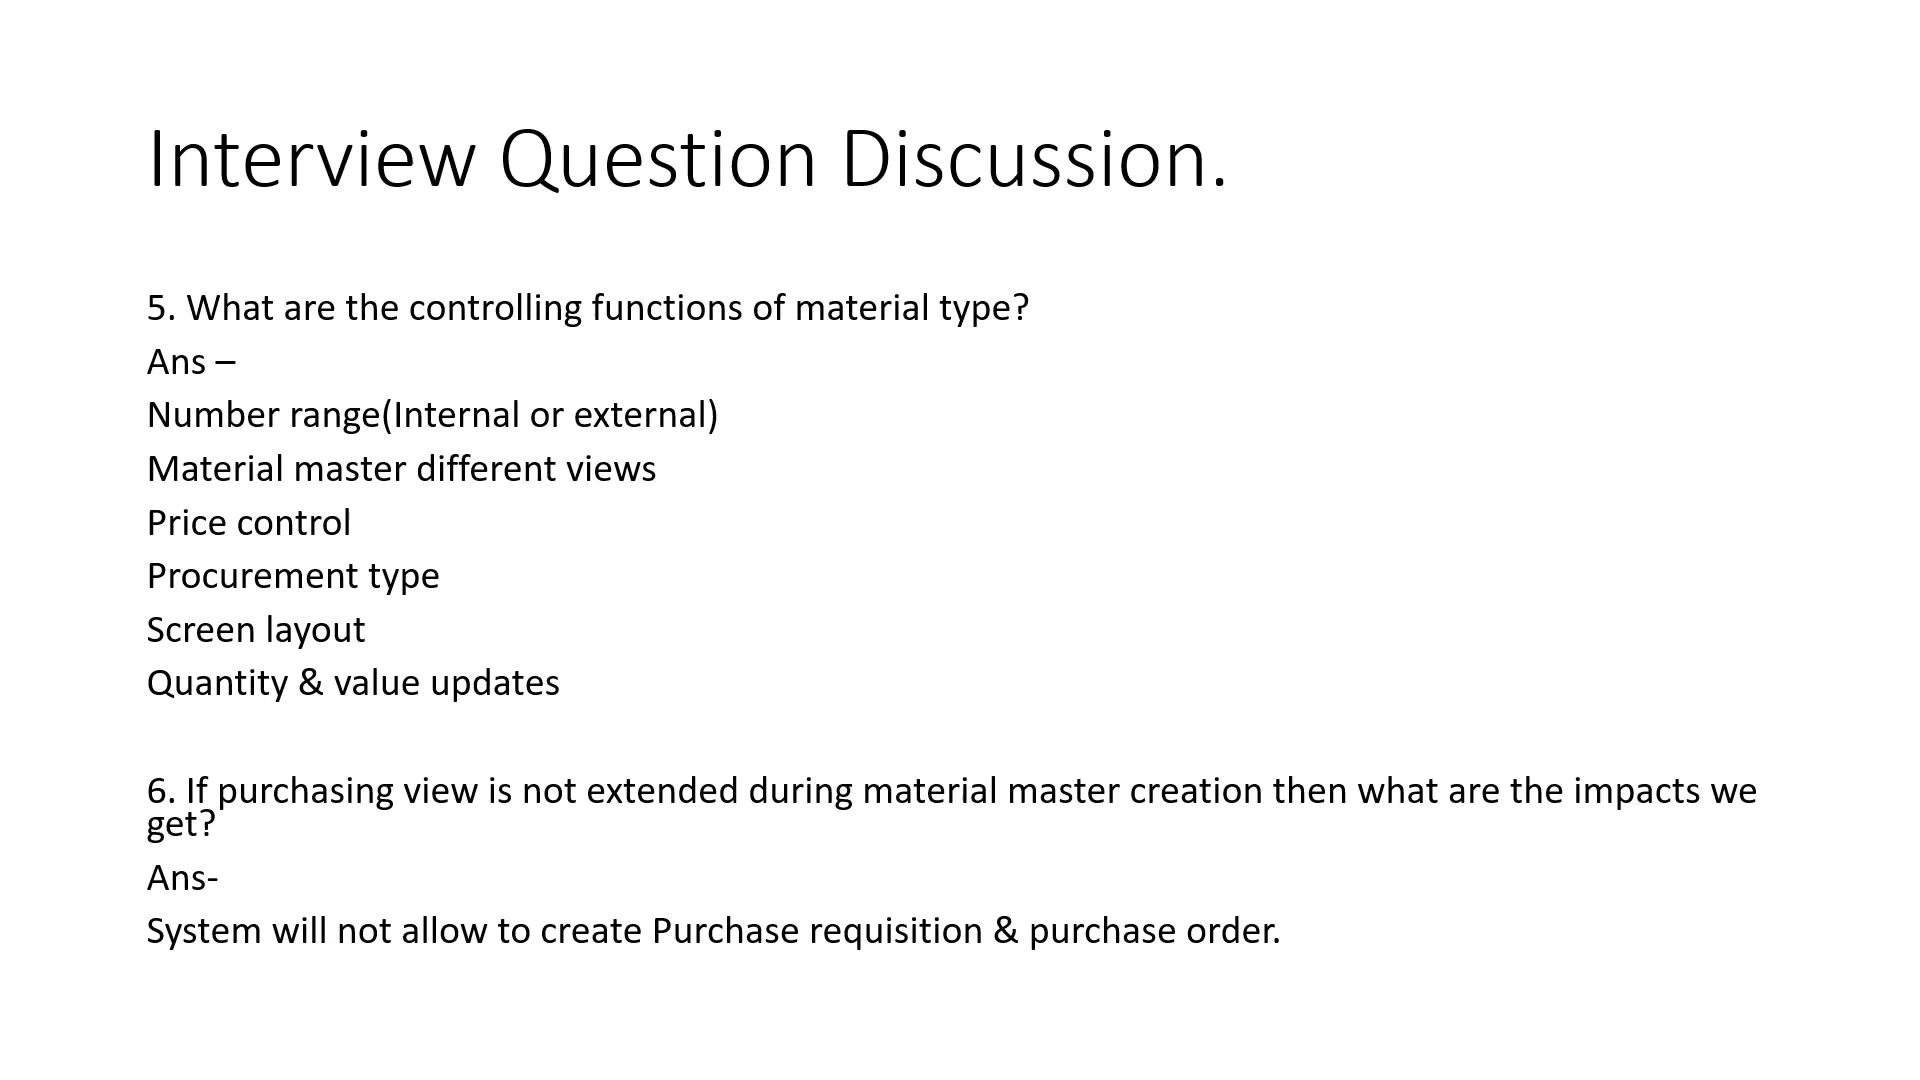 Interview Question Discussion.
5. What are the controlling functions of material type?
Ans –
Number range(Internal or external)
Material master different views
Price control
Procurement type
Screen layout
Quantity & value updates
6. If purchasing view is not extended during material master creation then what are the impacts we
get?
Ans-
System will not allow to create Purchase requisition & purchase order.